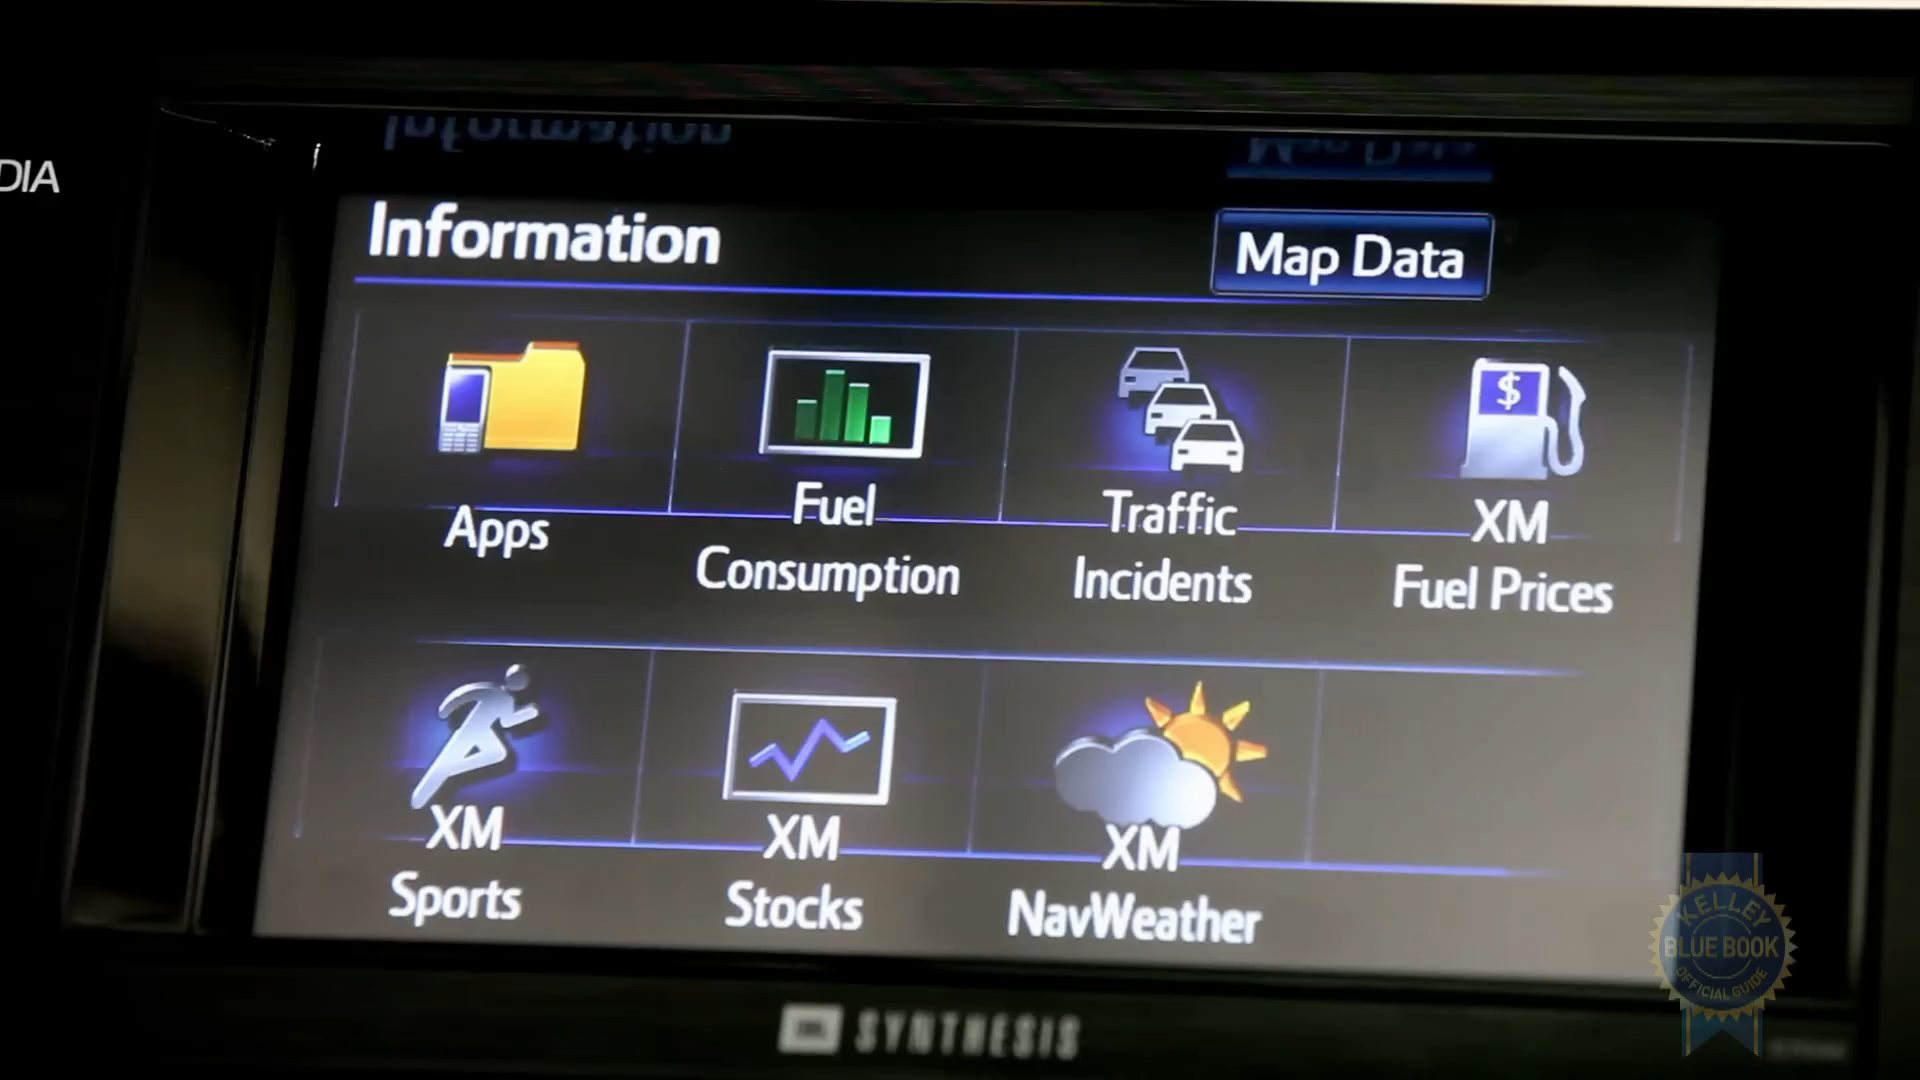 DIA
Information
Map Data
Apps
Fuel
Consumption
Traffic
Incidents
$
XM
Fuel Prices
XM
Sports
XM
Stocks
XM
NavWeather
KELLEY
BLUE BOOK
OFFICIAL GUIDE
SYNTHESIS